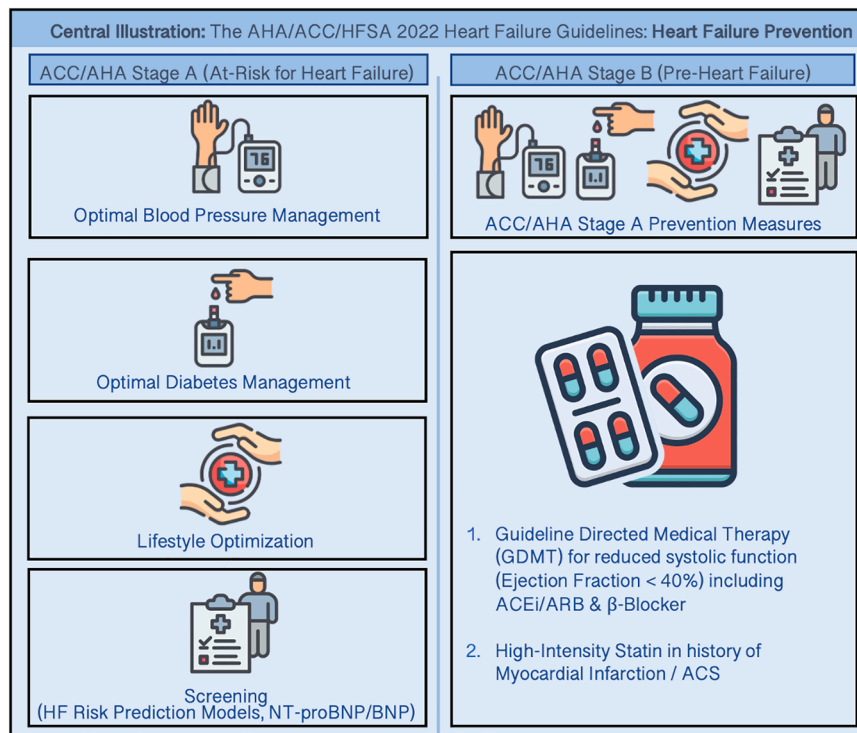 Central Illustration: The AHA/ACC/HFSA 2022 Heart Failure Guidelines: Heart Failure Prevention
ACC/AHA Stage A (At-Risk for Heart Failure)
76
Optimal Blood Pressure Management
1.1
Optimal Diabetes Management
Lifestyle Optimization
Screening
(HF Risk Prediction Models, NT-proBNP/BNP)
ACC/AHA Stage B (Pre-Heart Failure)
76
1.1
ACC/AHA Stage A Prevention Measures
1. Guideline Directed Medical Therapy
(GDMT) for reduced systolic function
(Ejection Fraction < 40%) including
ACEi/ARB & β-Blocker
2. High-Intensity Statin in history of
Myocardial Infarction / ACS